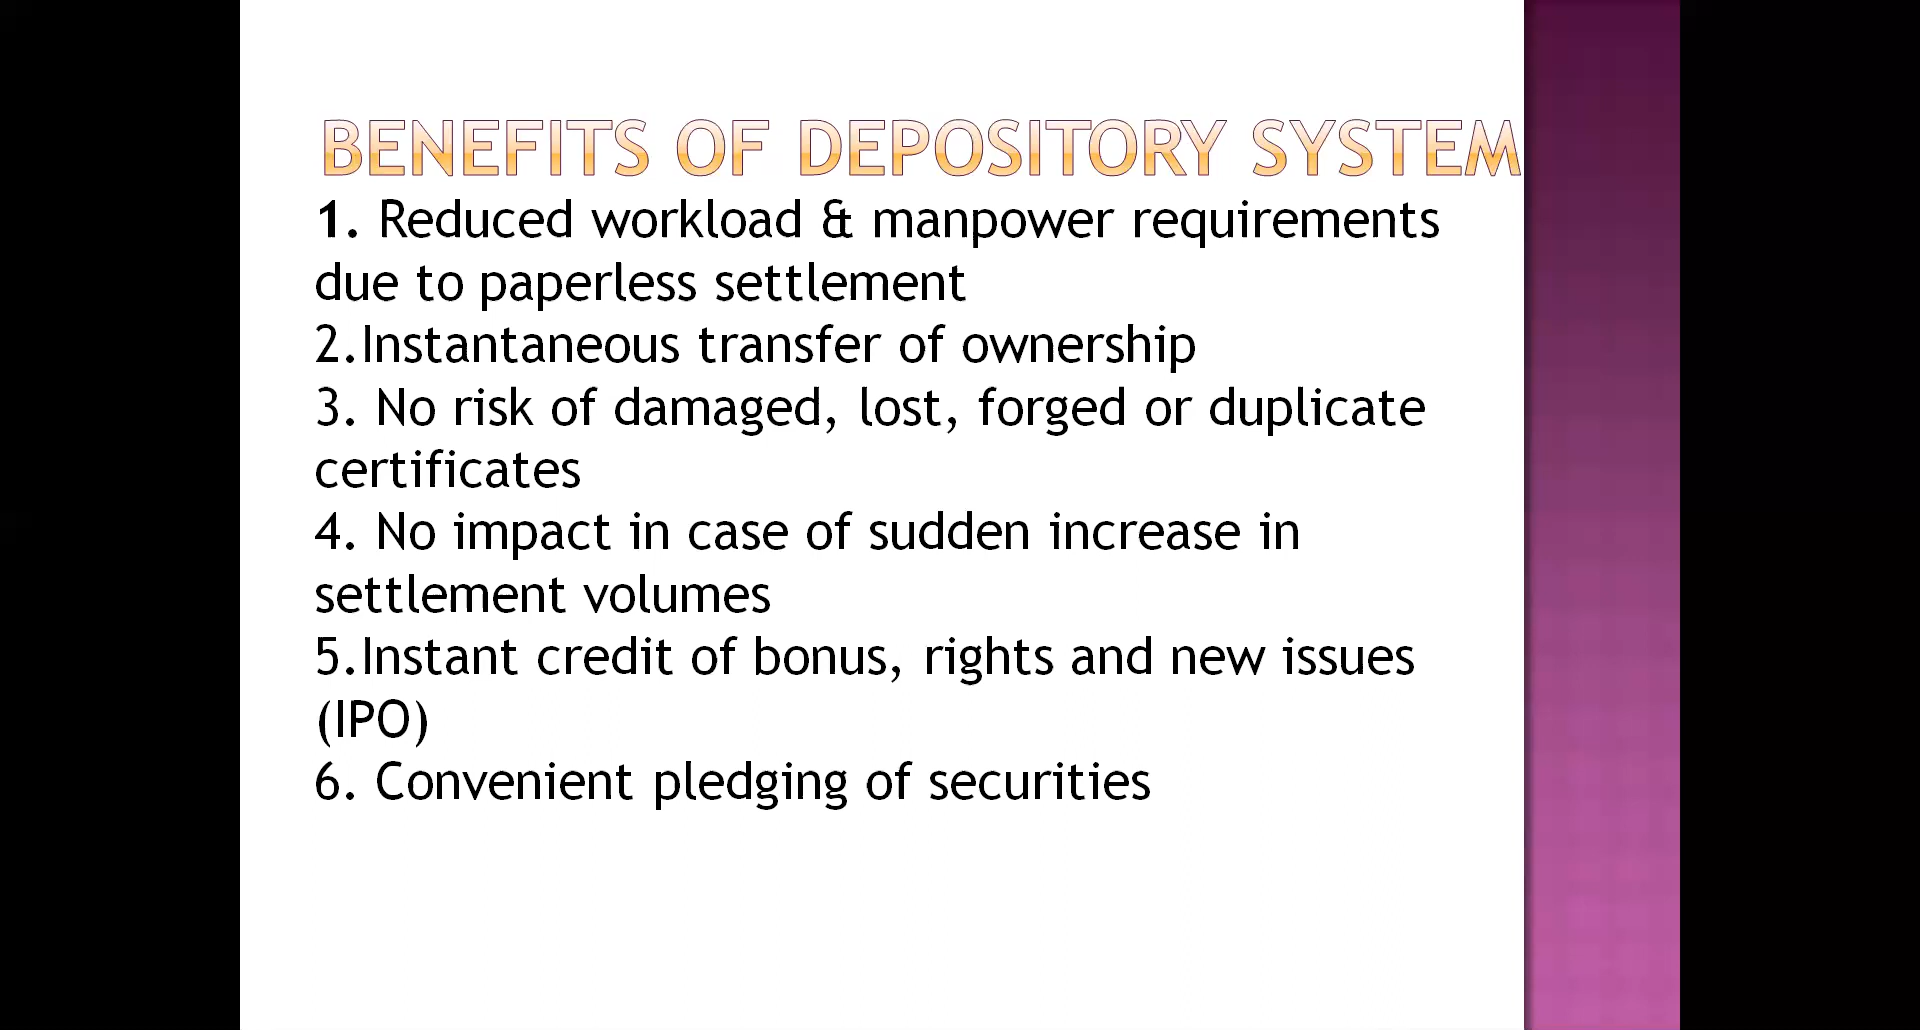 BENEFITS OF DEPOSITORY SYSTEM
1. Reduced workload & manpower requirements
due to paperless settlement
2.Instantaneous transfer of ownership
3. No risk of damaged, lost, forged or duplicate
certificates
4. No impact in case of sudden increase in
settlement volumes
5.Instant credit of bonus, rights and new issues
(IPO)
6. Convenient pledging of securities